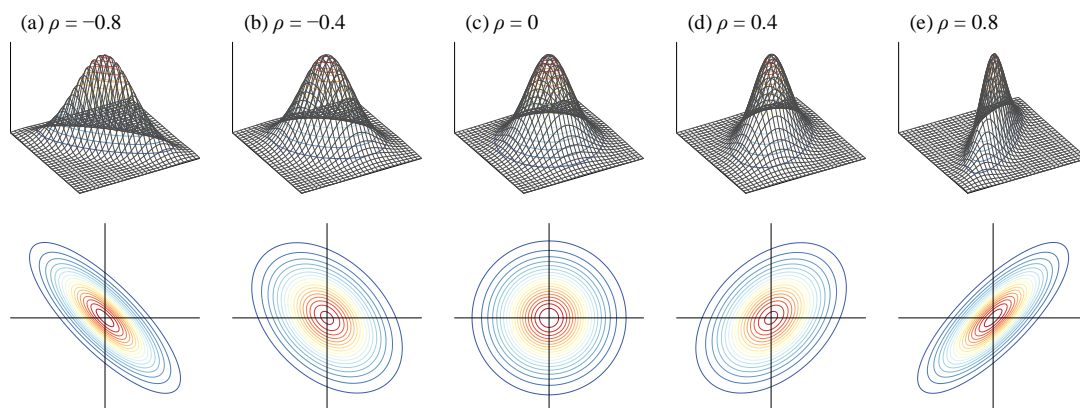 (a) ρ = −0.8
(b) ρ = −0.4
(c) ρ = 0
(d) ρ = 0.4
(e) ρ = 0.8